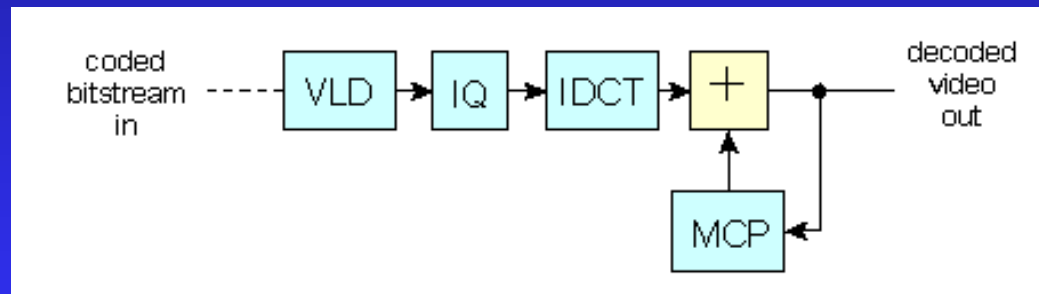 coded
bitstream
in
VLD
IQ
IDCT
+
decoded
video
out
MCP